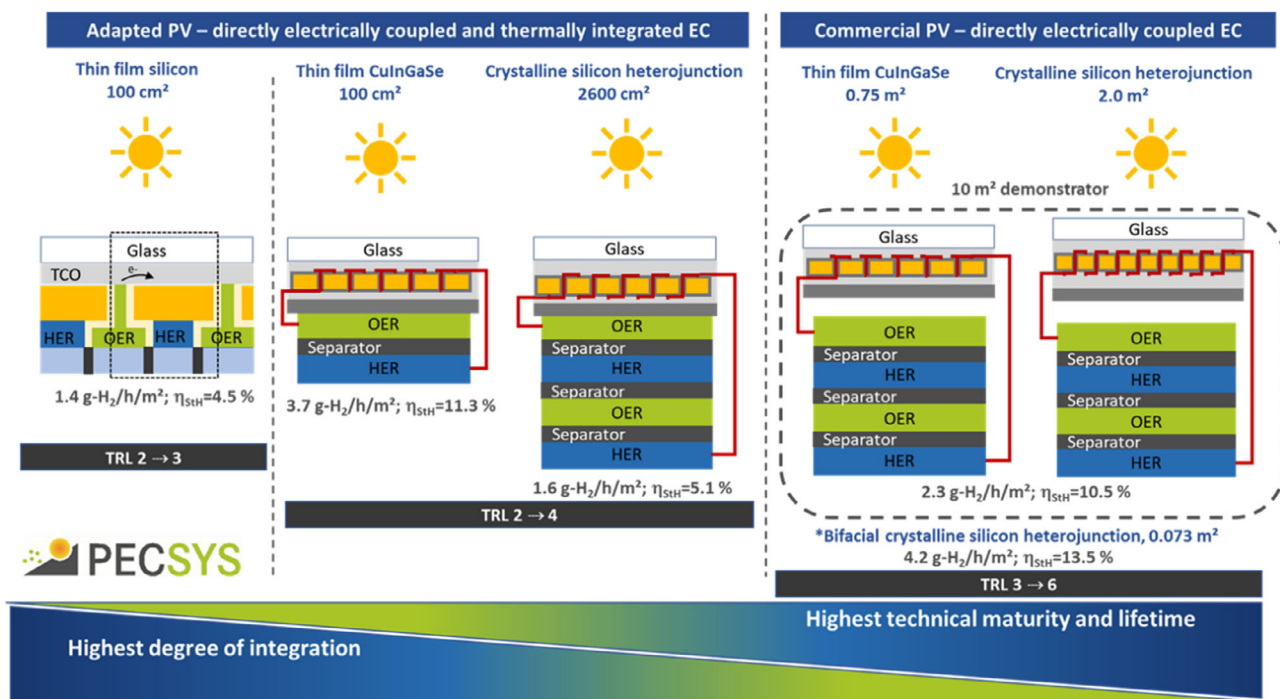 Adapted PV – directly electrically coupled and thermally integrated EC
Commercial PV – directly electrically coupled EC
Thin film silicon
100 cm²
Thin film CuInGaSe
100 cm²
Crystalline silicon heterojunction
2600 cm²
Thin film CuInGaSe
0.75 m²
Crystalline silicon heterojunction
2.0 m²
10 m² demonstrator
Glass
TCO
e-
HER
OER
HER
OER
1.4 g-H₂/h/m²; ηStH=4.5 %
TRL 2 → 3
Glass
OER
Separator
HER
3.7 g-H₂/h/m²; ηStH=11.3 %
Glass
OER
Separator
HER
OER
Separator
HER
1.6 g-H₂/h/m²; ηStH=5.1 %
TRL 2 → 4
Glass
OER
Separator
HER
OER
Separator
HER
Glass
OER
Separator
HER
OER
Separator
HER
2.3 g-H₂/h/m²; ηStH=10.5 %
*Bifacial crystalline silicon heterojunction, 0.073 m²
4.2 g-H₂/h/m²; ηStH=13.5 %
TRL 3 → 6
PECSYS
Highest technical maturity and lifetime
Highest degree of integration